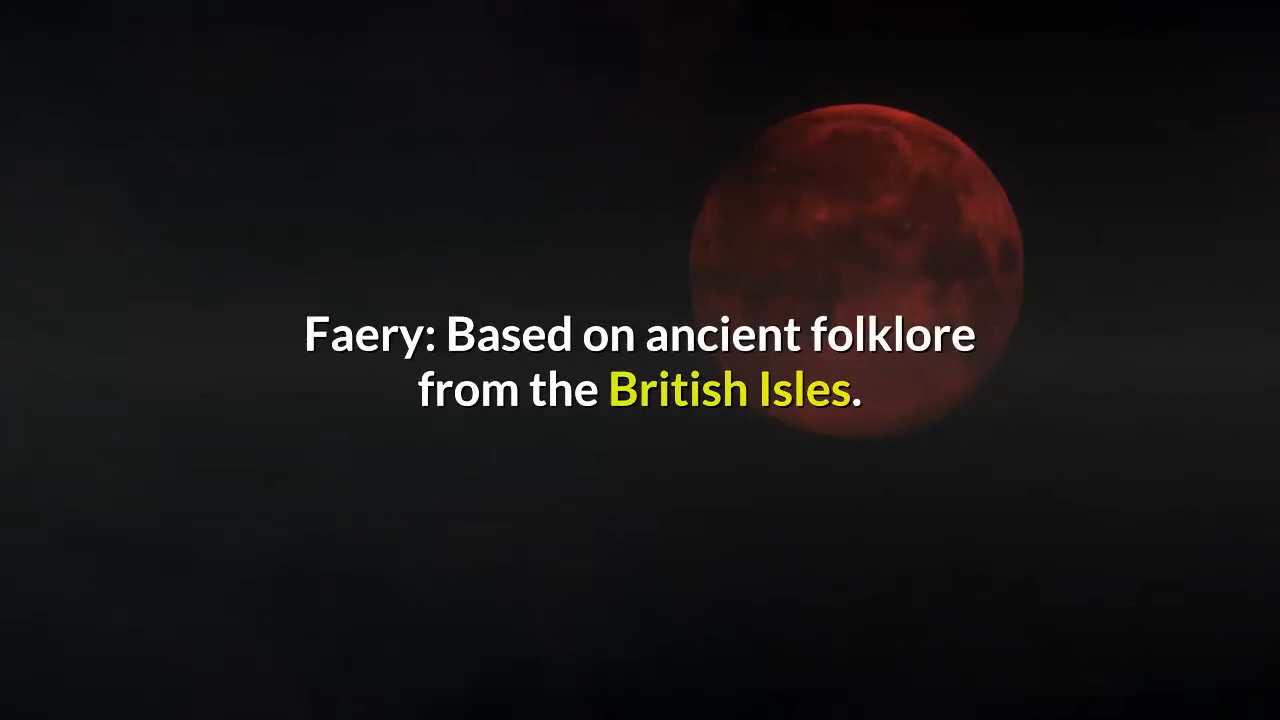 Faery: Based on ancient folklore
from the British Isles.